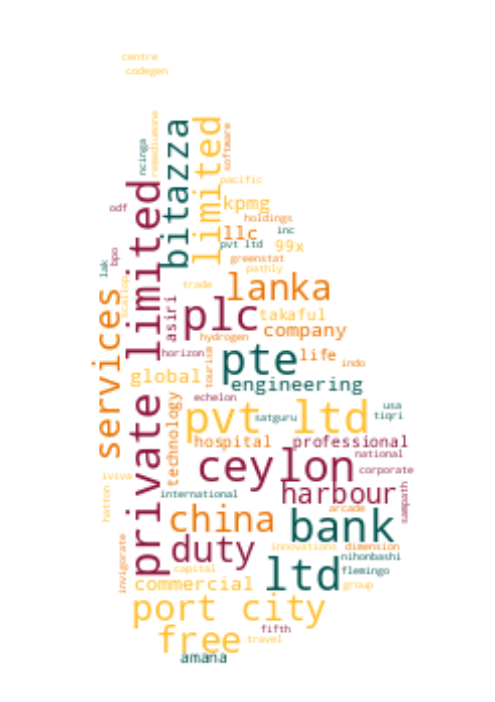 centre
codegen
remediumone
ncinga
bitazza
limited
software
pacific
odf
private limited
kpmg
holdings
llc
inc
pvt ltd
99x
greenstat
pathly
lak
bpo
scallop
trade
lanka
services
asiri
plc
takaful
company
hydrogen
horizon
tourism
pte
life
indo
global
engineering
echelon
technology
pvt ltd
satguru
usa
tiqri
hospital
professional
national
ceylon
corporate
iviva
hatton
international
harbour
sampath
arcade
china
bank
invigorate
duty
innovations
dimension
nihonbashi
capital
ltd
flemingo
commercial
group
port city
fifth
free
travel
amana